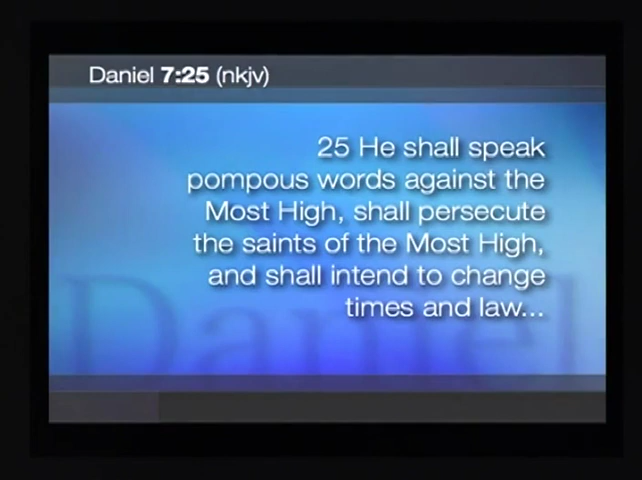 Daniel 7:25 (nkjv)
25 He shall speak
pompous words against the
Most High, shall persecute
the saints of the Most High,
and shall intend to change
times and law...
Daniel